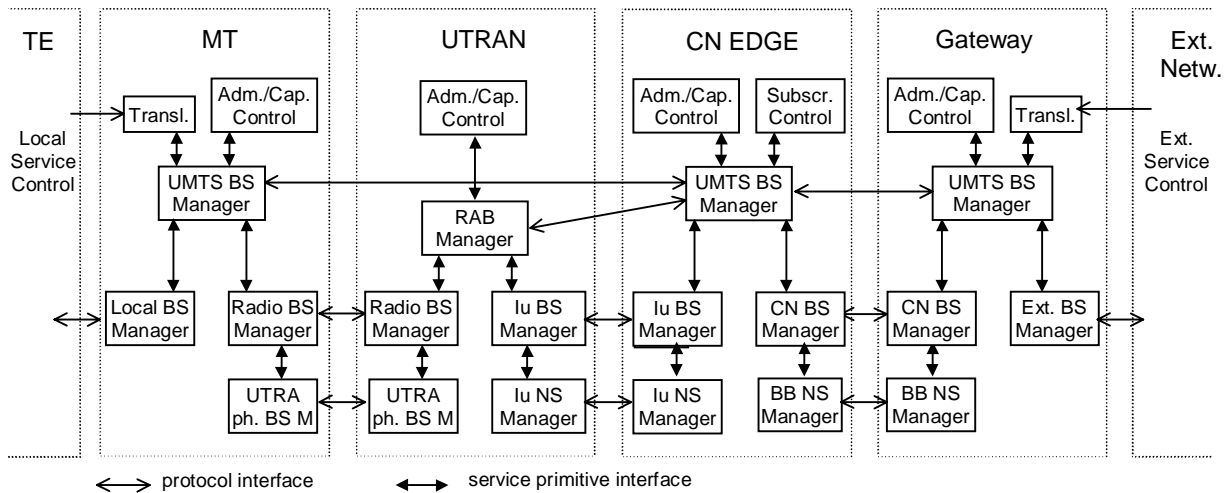 TE
MT
UTRAN
CN EDGE
Gateway
Ext.
Netw.
Transl.
Adm./Cap.
Control
Adm./Cap.
Control
Adm./Cap.
Control
Subscr.
Control
Adm./Cap.
Control
Transl.
Local
Service
Control
Ext.
Service
Control
UMTS BS
Manager
RAB
Manager
UMTS BS
Manager
UMTS BS
Manager
Local BS
Manager
Radio BS
Manager
Radio BS
Manager
Iu BS
Manager
Iu BS
Manager
CN BS
Manager
CN BS
Manager
Ext. BS
Manager
UTRA
ph. BS M
UTRA
ph. BS M
Iu NS
Manager
Iu NS
Manager
BB NS
Manager
BB NS
Manager
protocol interface
service primitive interface